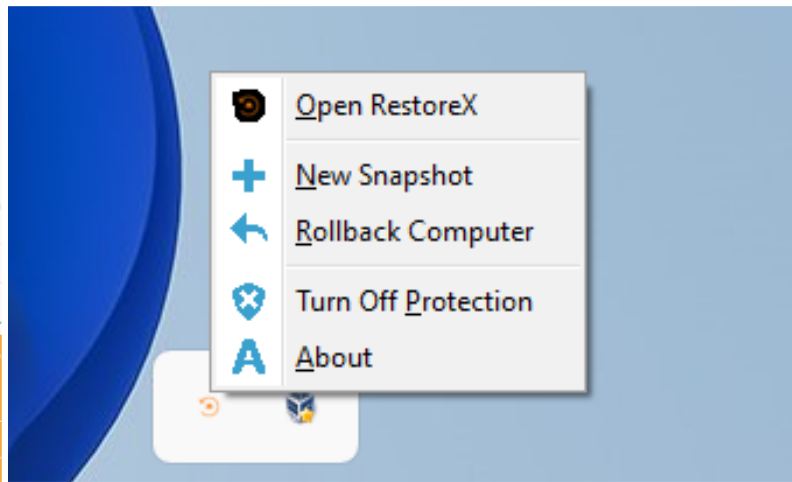 Open RestoreX
New Snapshot
Rollback Computer
Turn Off Protection
About